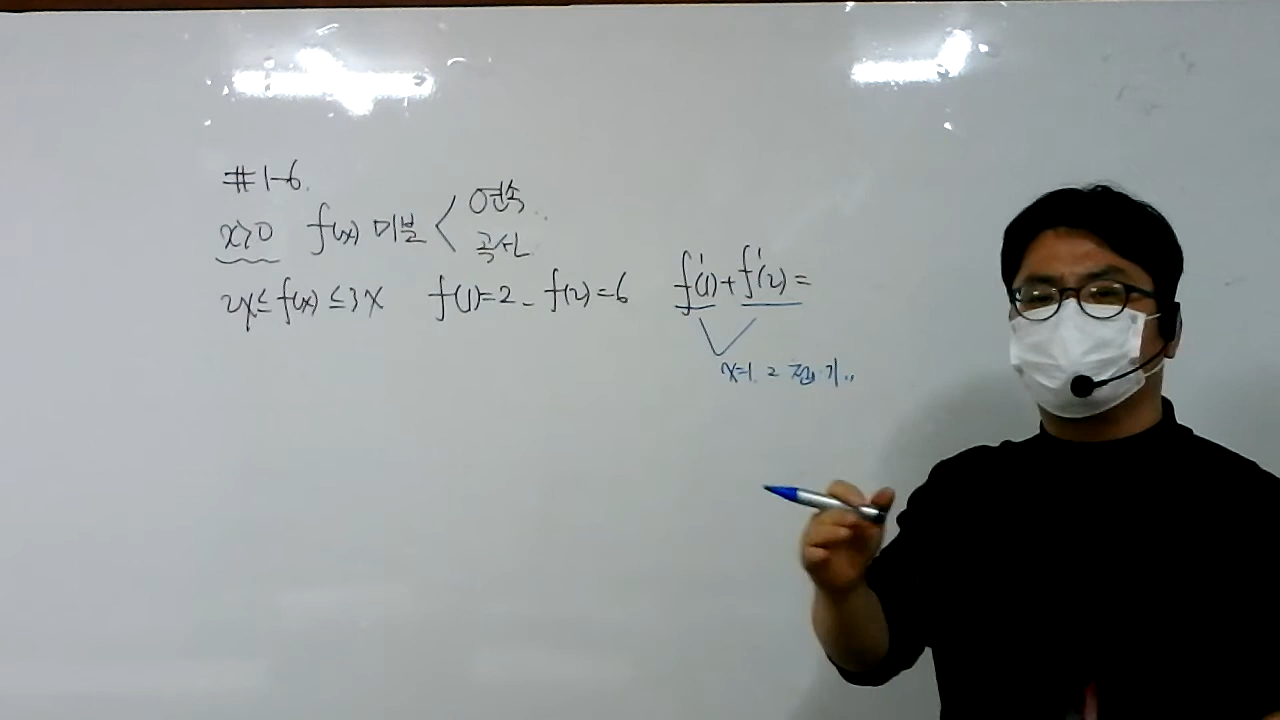 #1-6.
x>0 f(x) 미분 < 연속
곡선
2x ≤ f(x) ≤ 3x f(1)=2 f(2)=6 f'(1)+f'(2)=
x=1, 2 접.기..